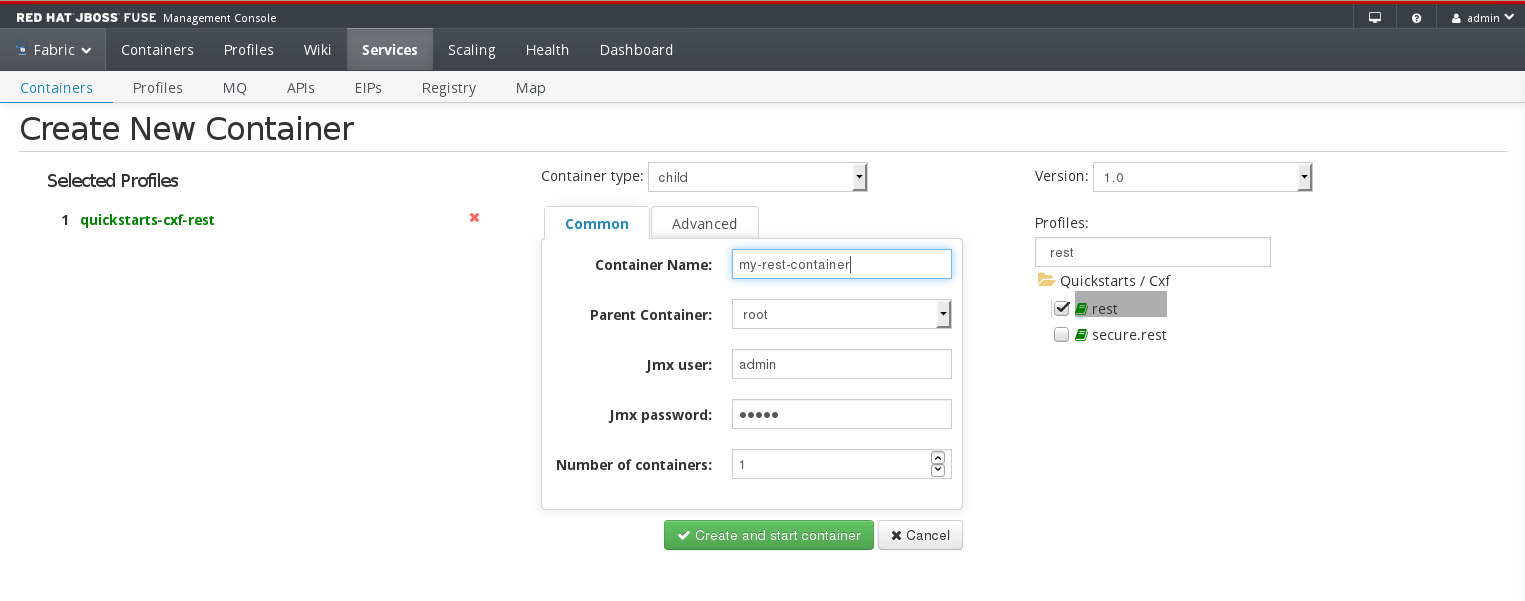 RED HAT JBOSS FUSE Management Console
admin
Fabric Containers Profiles Wiki Services Scaling Health Dashboard
Containers Profiles MQ APIs EIPs Registry Map
Create New Container
Selected Profiles
1 quickstarts-cxf-rest
Container type: child
Common Advanced
Container Name: my-rest-container
Parent Container: root
Jmx user: admin
Jmx password: •••••
Number of containers: 1
Create and start container Cancel
Version: 1.0
Profiles:
rest
Quickstarts / Cxf
rest
secure.rest